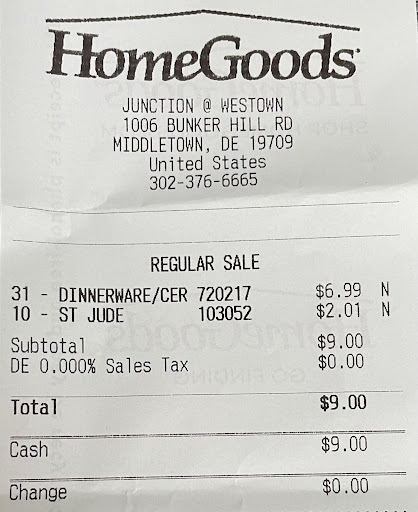 HomeGoods
JUNCTION @ WESTOWN
1006 BUNKER HILL RD
MIDDLETOWN, DE 19709
United States
302-376-6665
REGULAR SALE
31 - DINNERWARE/CER 720217 $6.99 N
10 - ST JUDE 103052 $2.01 N
Subtotal $9.00
DE 0.000% Sales Tax $0.00
Total $9.00
Cash $9.00
Change $0.00